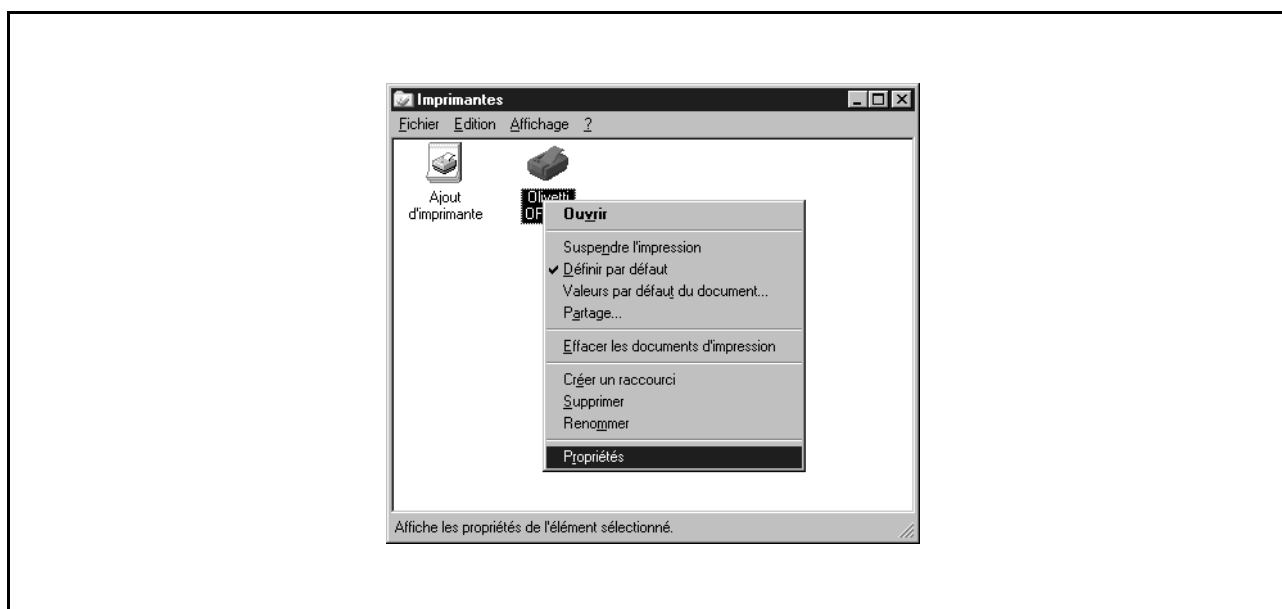 Imprimantes
Fichier Edition Affichage ?
Ajout
d'imprimante
Olivetti
Ouvrir
Suspendre l'impression
Définir par défaut
Valeurs par défaut du document...
Partage...
Effacer les documents d'impression
Créer un raccourci
Supprimer
Renommer
Propriétés
Affiche les propriétés de l'élément sélectionné.